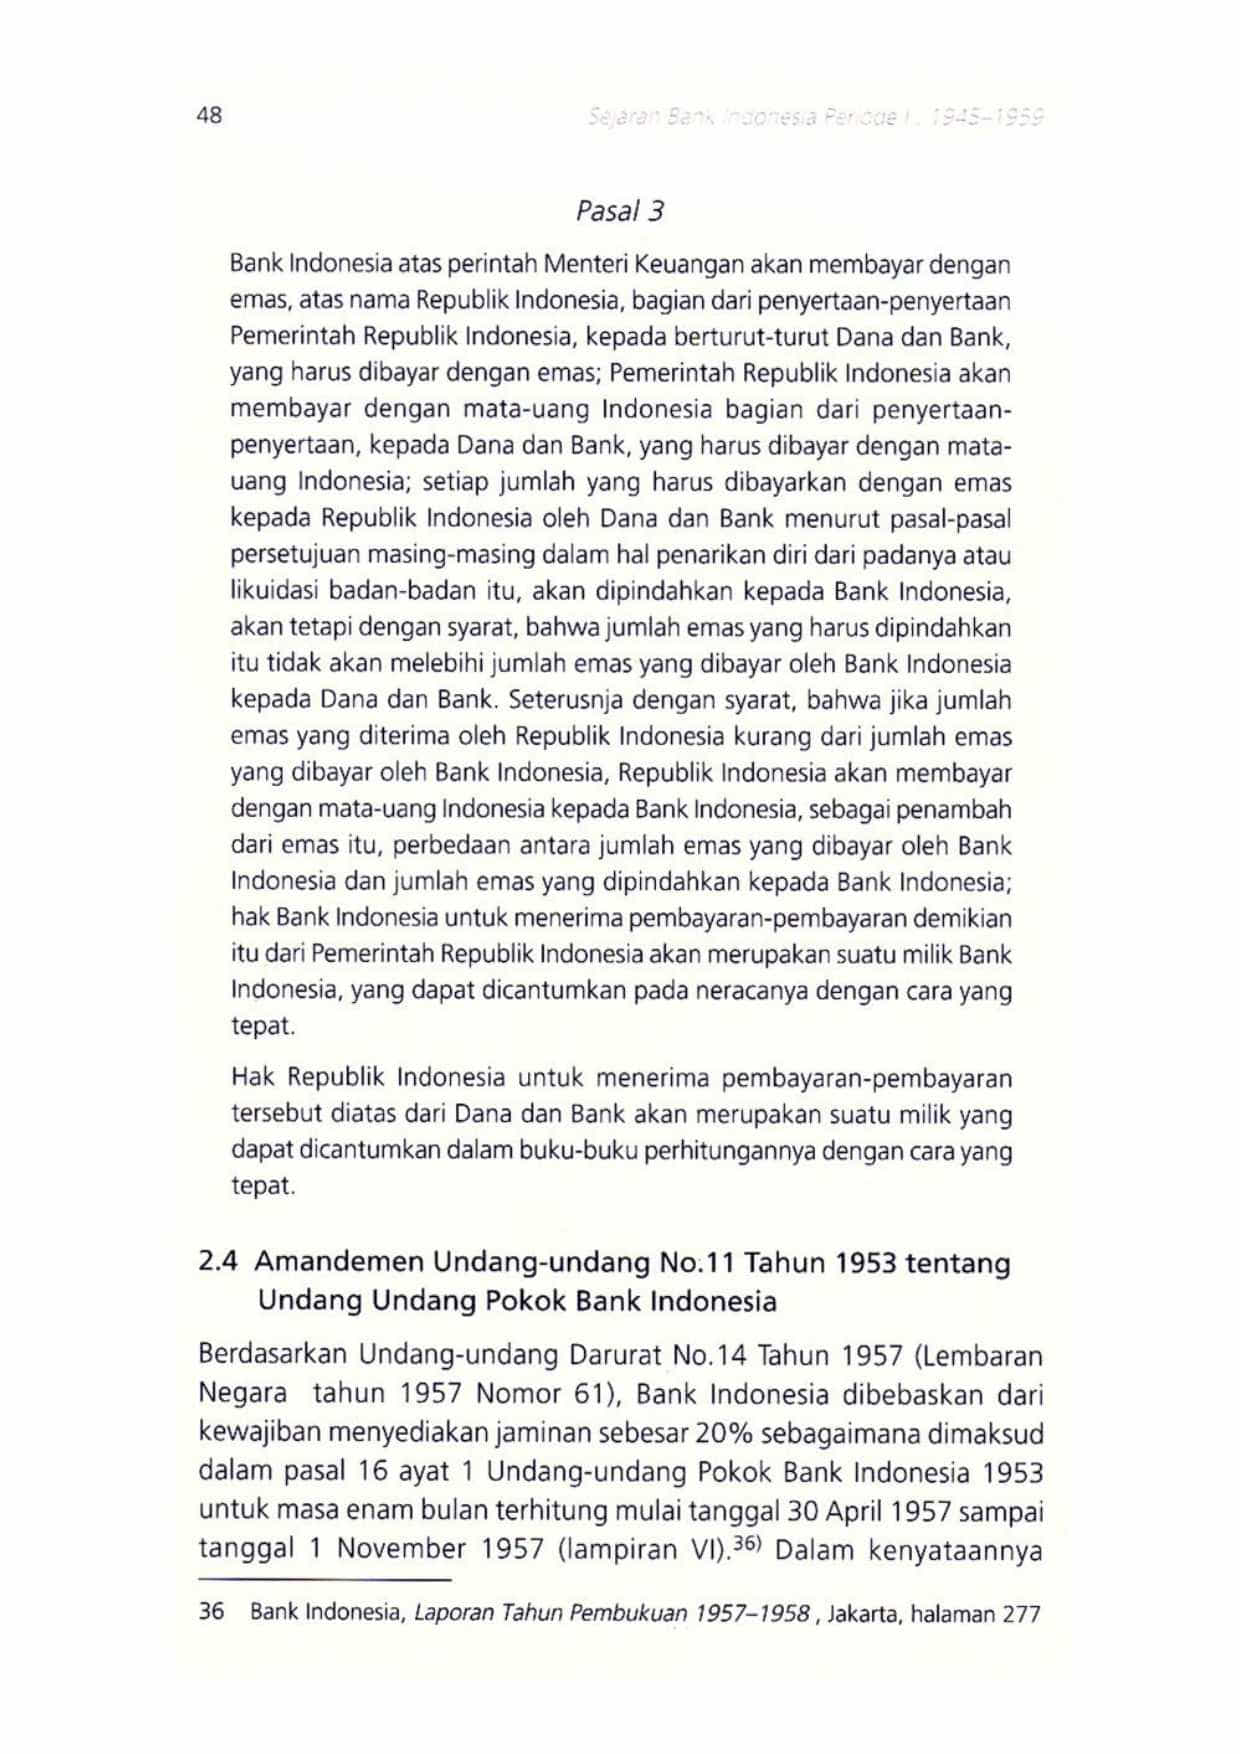 48
Sejarah Bank Indonesia Periode I : 1945–1959
Pasal 3
Bank Indonesia atas perintah Menteri Keuangan akan membayar dengan
emas, atas nama Republik Indonesia, bagian dari penyertaan-penyertaan
Pemerintah Republik Indonesia, kepada berturut-turut Dana dan Bank,
yang harus dibayar dengan emas; Pemerintah Republik Indonesia akan
membayar dengan mata-uang Indonesia bagian dari penyertaan-
penyertaan, kepada Dana dan Bank, yang harus dibayar dengan mata-
uang Indonesia; setiap jumlah yang harus dibayarkan dengan emas
kepada Republik Indonesia oleh Dana dan Bank menurut pasal-pasal
persetujuan masing-masing dalam hal penarikan diri dari padanya atau
likuidasi badan-badan itu, akan dipindahkan kepada Bank Indonesia,
akan tetapi dengan syarat, bahwa jumlah emas yang harus dipindahkan
itu tidak akan melebihi jumlah emas yang dibayar oleh Bank Indonesia
kepada Dana dan Bank. Seterusnja dengan syarat, bahwa jika jumlah
emas yang diterima oleh Republik Indonesia kurang dari jumlah emas
yang dibayar oleh Bank Indonesia, Republik Indonesia akan membayar
dengan mata-uang Indonesia kepada Bank Indonesia, sebagai penambah
dari emas itu, perbedaan antara jumlah emas yang dibayar oleh Bank
Indonesia dan jumlah emas yang dipindahkan kepada Bank Indonesia;
hak Bank Indonesia untuk menerima pembayaran-pembayaran demikian
itu dari Pemerintah Republik Indonesia akan merupakan suatu milik Bank
Indonesia, yang dapat dicantumkan pada neracanya dengan cara yang
tepat.
Hak Republik Indonesia untuk menerima pembayaran-pembayaran
tersebut diatas dari Dana dan Bank akan merupakan suatu milik yang
dapat dicantumkan dalam buku-buku perhitungannya dengan cara yang
tepat.
2.4 Amandemen Undang-undang No.11 Tahun 1953 tentang
Undang Undang Pokok Bank Indonesia
Berdasarkan Undang-undang Darurat No.14 Tahun 1957 (Lembaran
Negara tahun 1957 Nomor 61), Bank Indonesia dibebaskan dari
kewajiban menyediakan jaminan sebesar 20% sebagaimana dimaksud
dalam pasal 16 ayat 1 Undang-undang Pokok Bank Indonesia 1953
untuk masa enam bulan terhitung mulai tanggal 30 April 1957 sampai
tanggal 1 November 1957 (lampiran VI).36) Dalam kenyataannya
36 Bank Indonesia, Laporan Tahun Pembukuan 1957–1958 , Jakarta, halaman 277